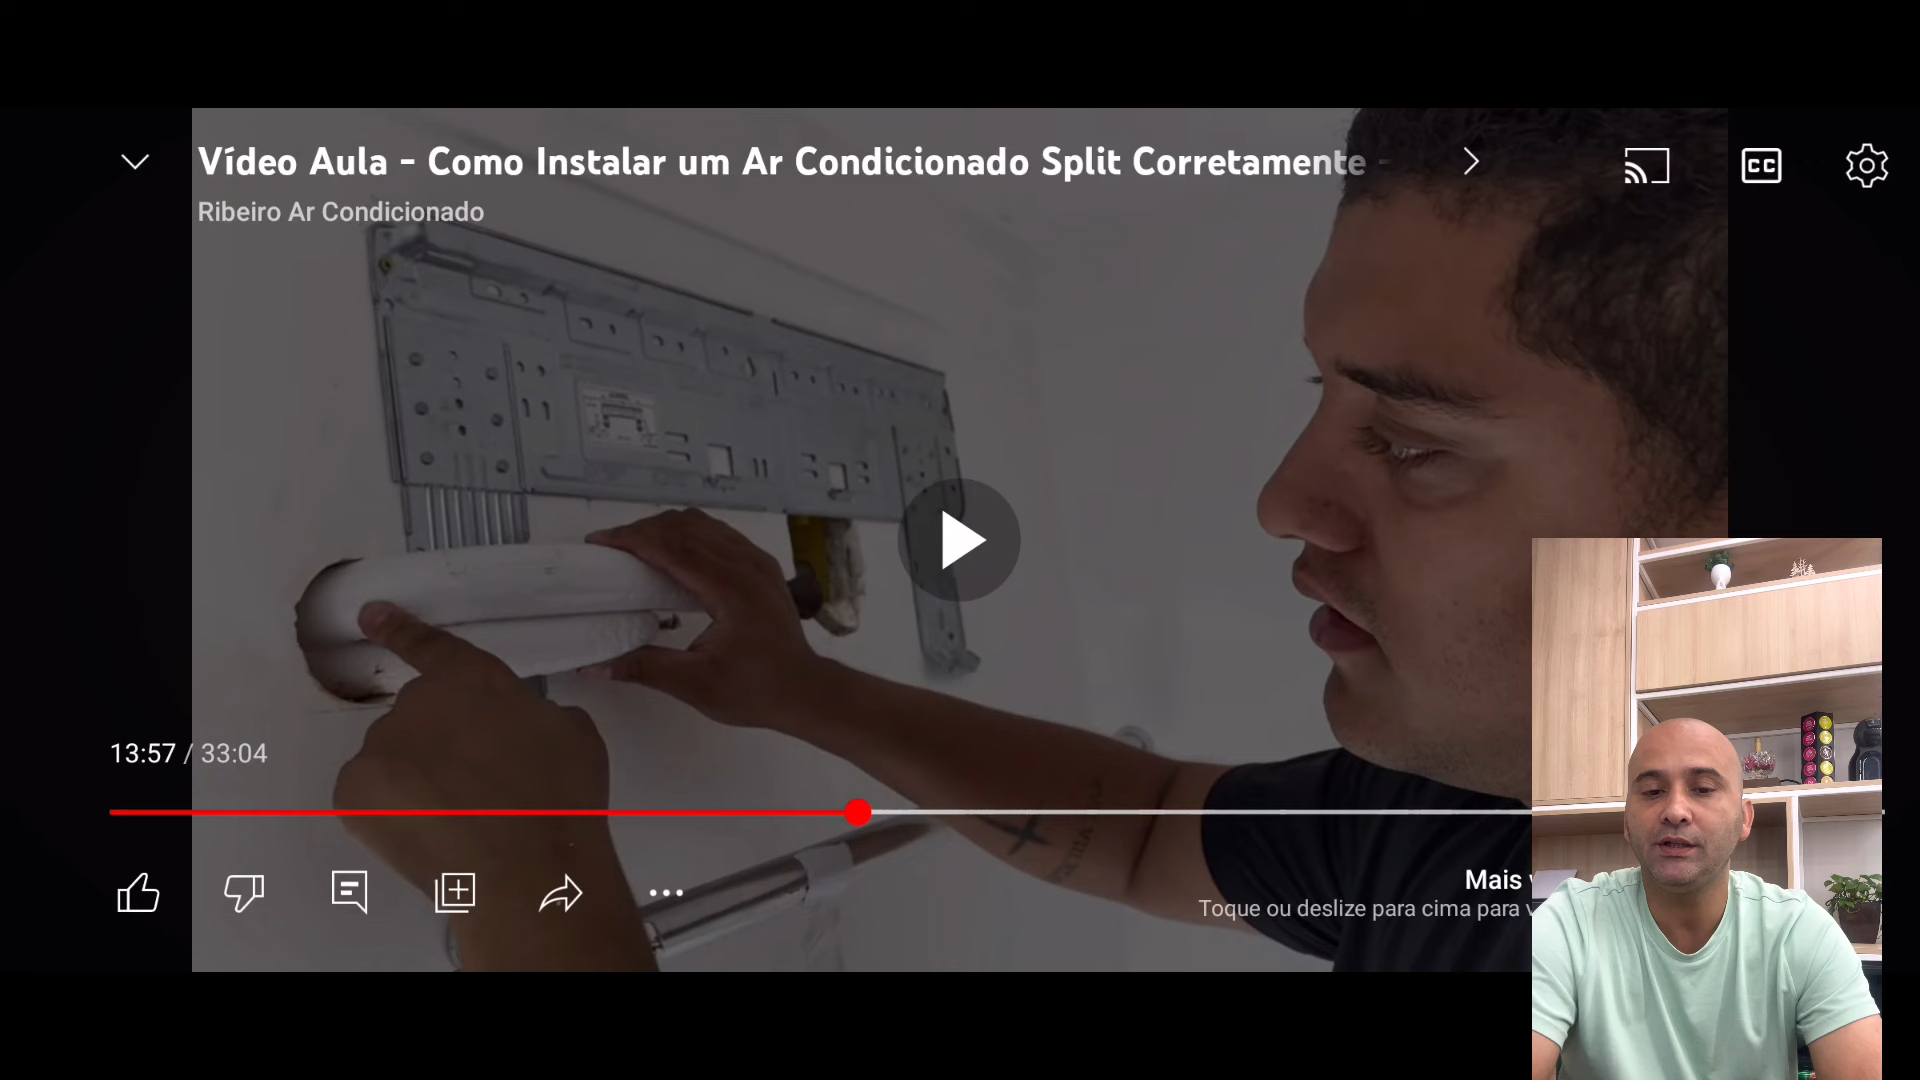 Vídeo Aula - Como Instalar um Ar Condicionado Split Corretamente -
Ribeiro Ar Condicionado
CC
13:57 / 33:04
Mais
Toque ou deslize para cima para